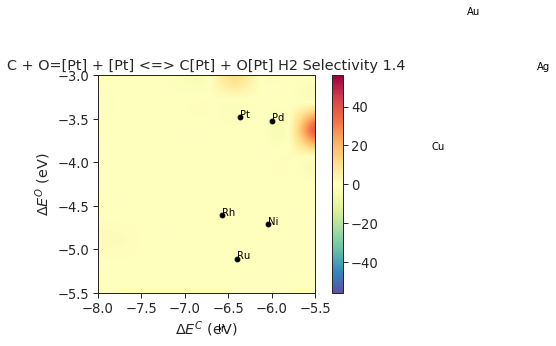 Au
C + O=[Pt] + [Pt] <=> C[Pt] + O[Pt] H2 Selectivity 1.4
Ag
−3.0
−3.5
−4.0
−4.5
−5.0
−5.5
ΔE^O (eV)
Pt
Pd
Cu
Rh
Ni
Ru
40
20
0
−20
−40
−8.0 −7.5 −7.0 −6.5 −6.0 −5.5
ΔE^C (eV)
Ir